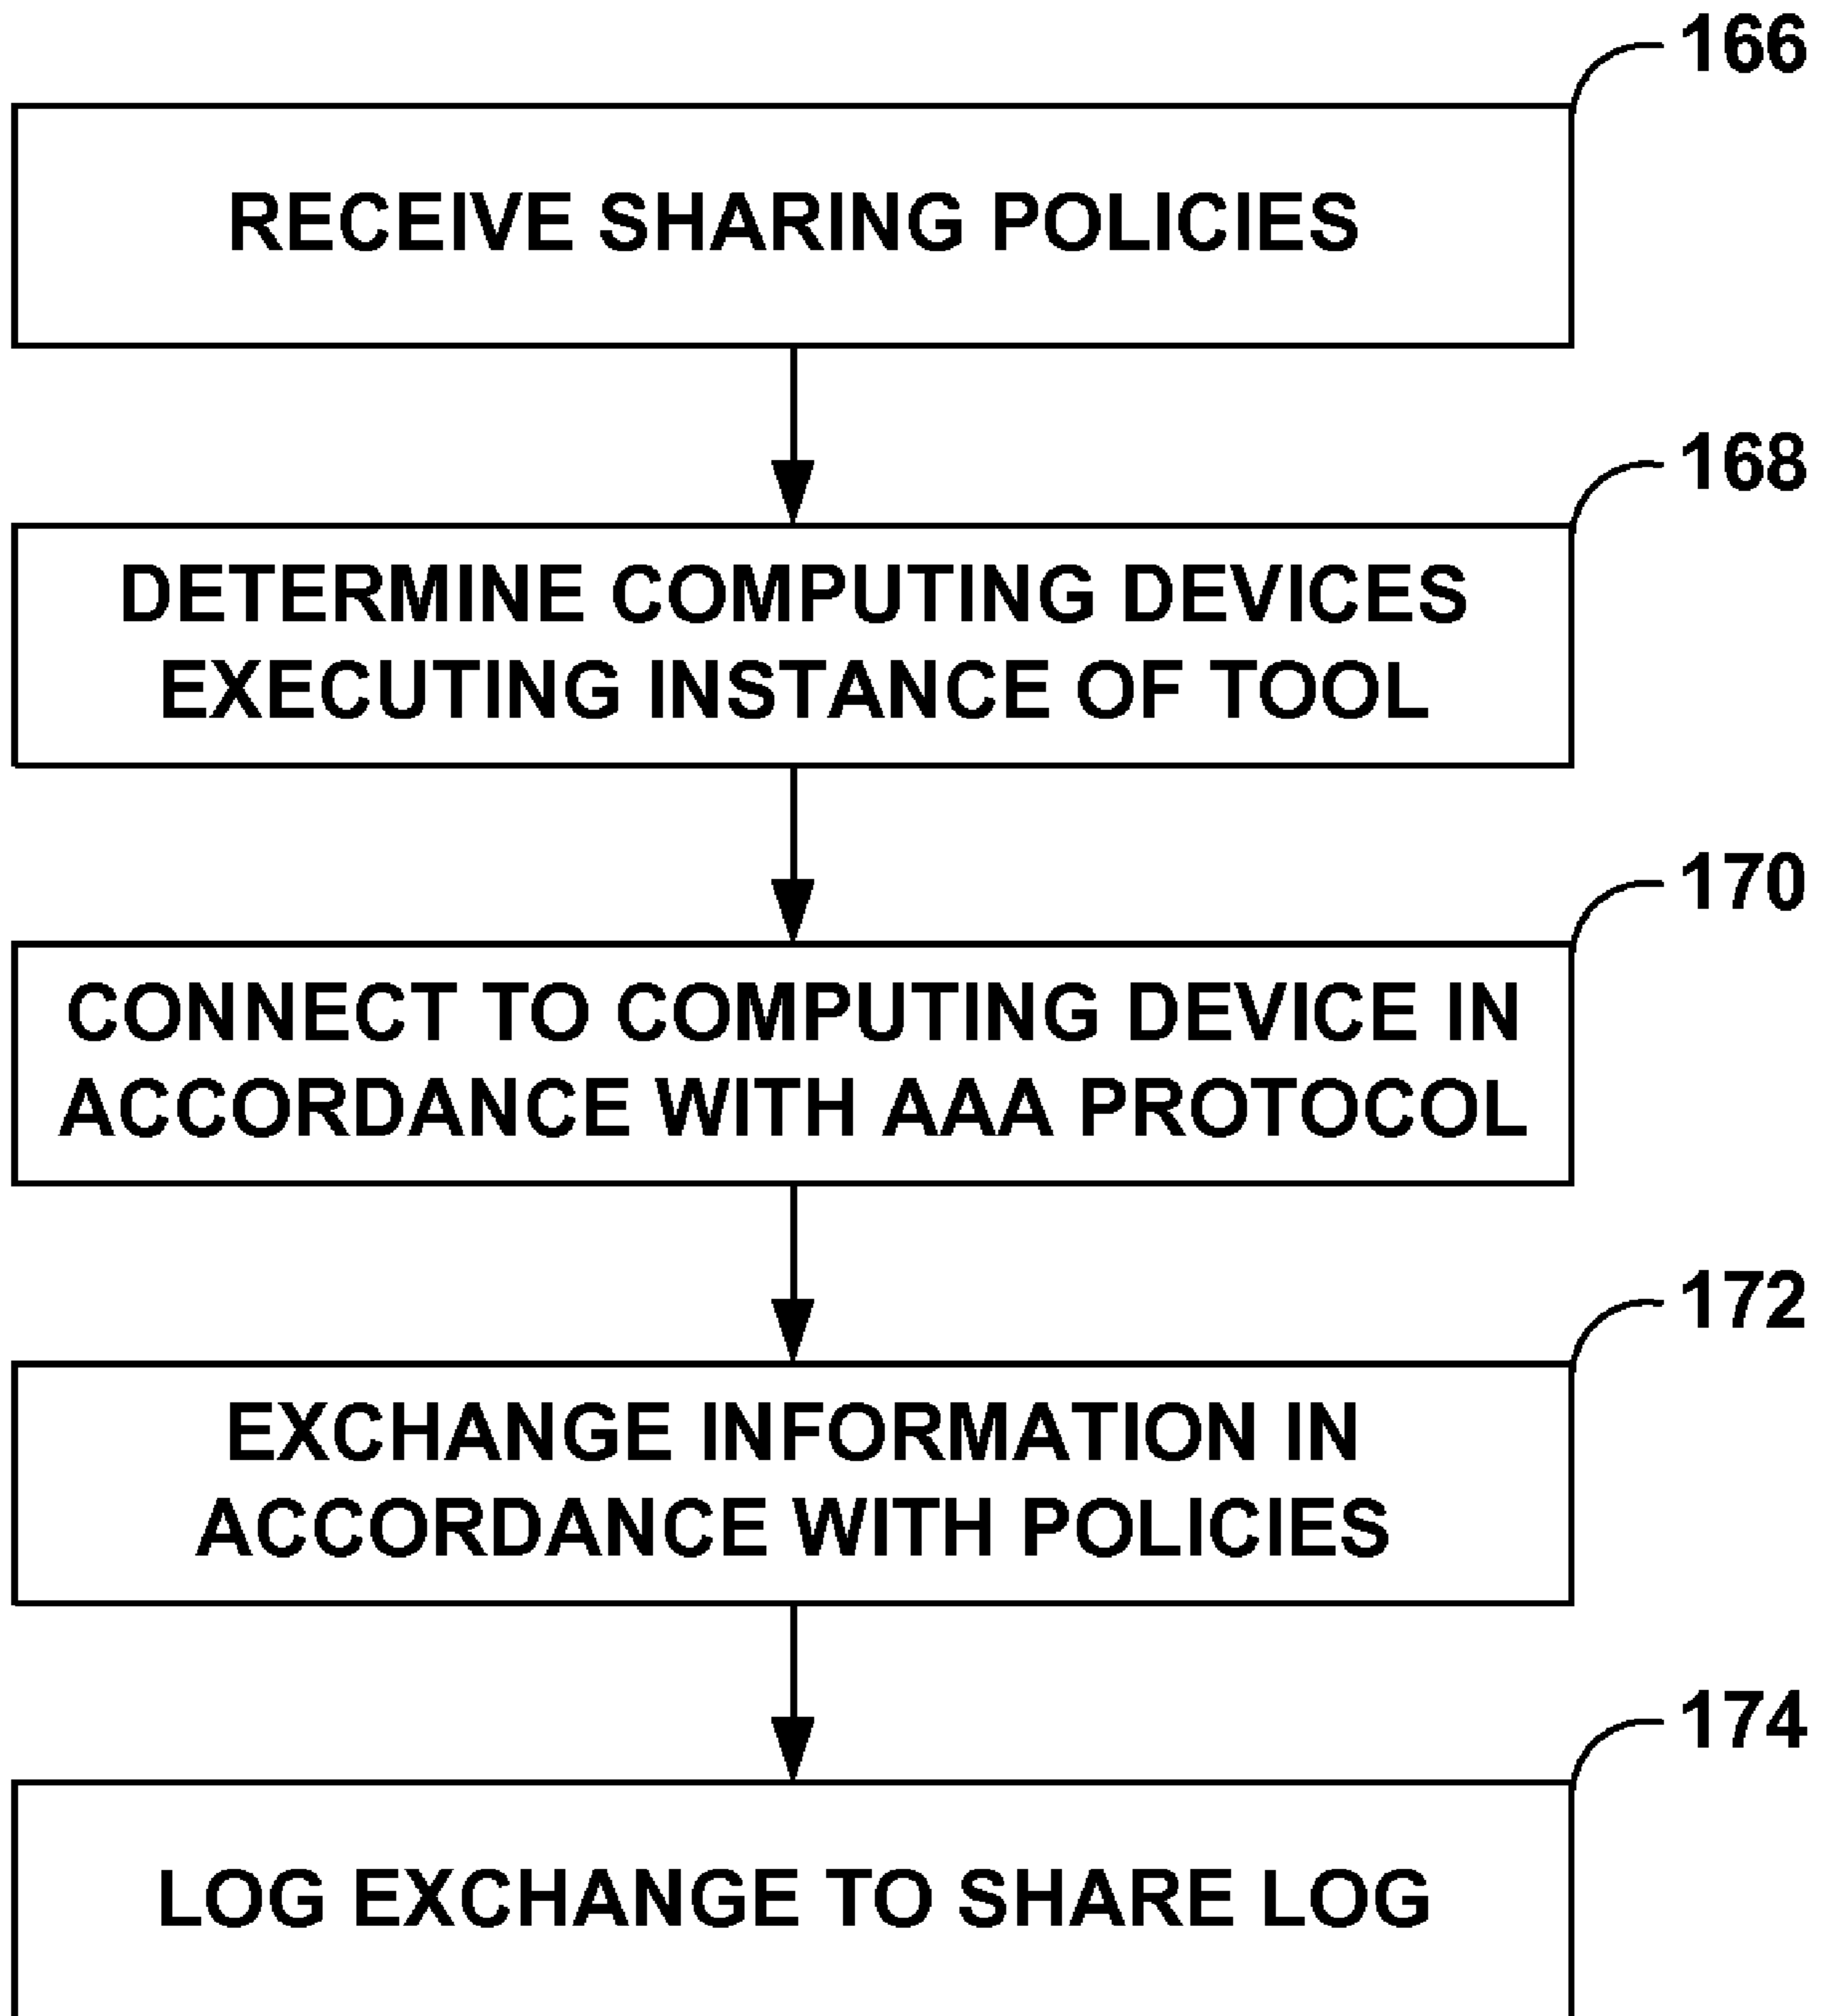 166
RECEIVE SHARING POLICIES
168
DETERMINE COMPUTING DEVICES
EXECUTING INSTANCE OF TOOL
170
CONNECT TO COMPUTING DEVICE IN
ACCORDANCE WITH AAA PROTOCOL
172
EXCHANGE INFORMATION IN
ACCORDANCE WITH POLICIES
174
LOG EXCHANGE TO SHARE LOG